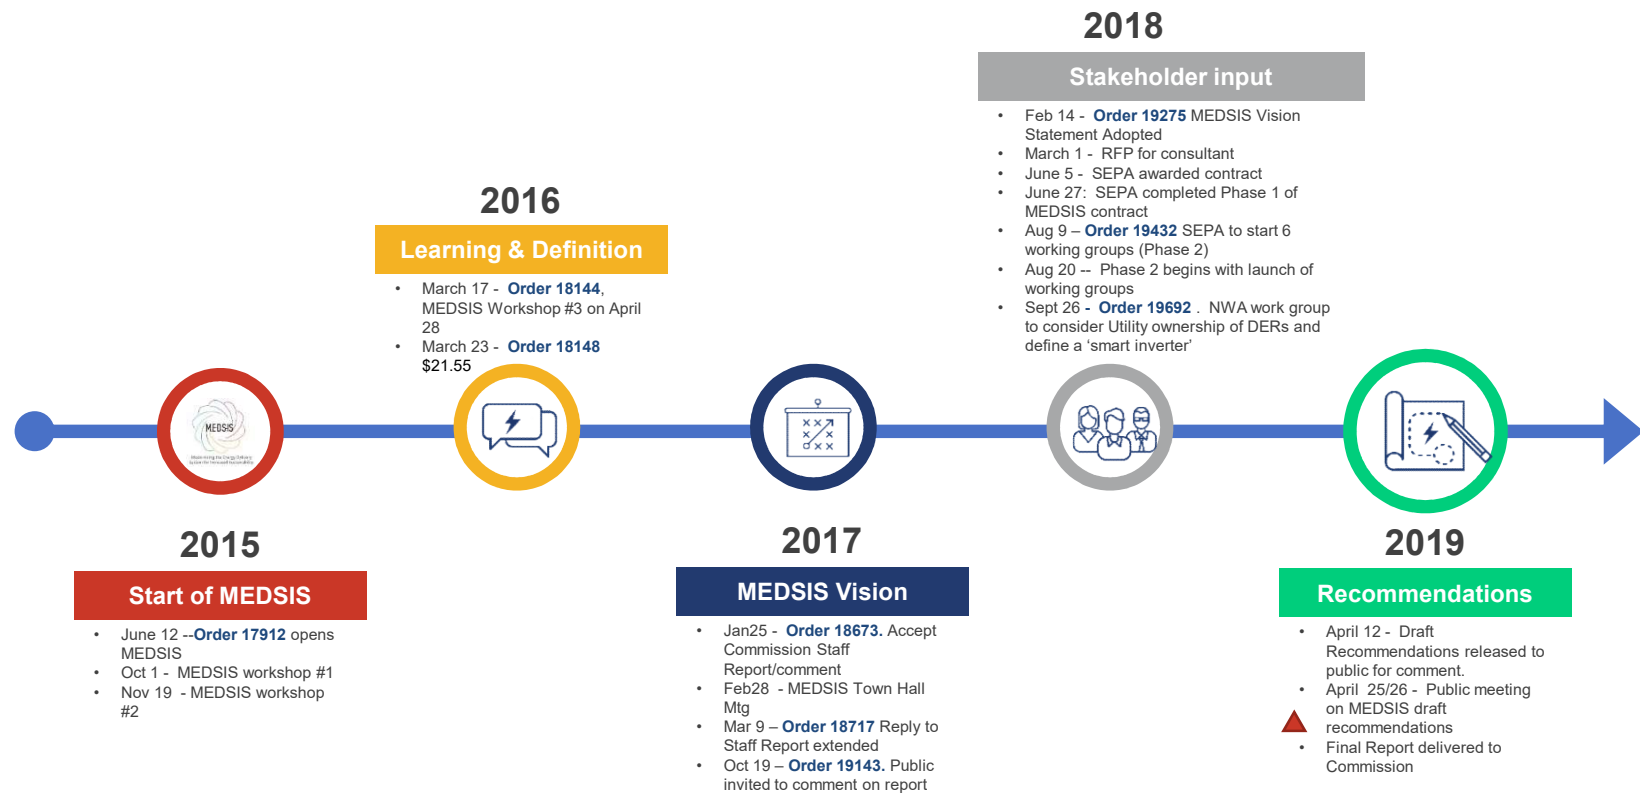 2018
Stakeholder input
• Feb 14 - Order 19275 MEDSIS Vision
Statement Adopted
• March 1 - RFP for consultant
• June 5 - SEPA awarded contract
• June 27: SEPA completed Phase 1 of
MEDSIS contract
• Aug 9 – Order 19432 SEPA to start 6
working groups (Phase 2)
• Aug 20 -- Phase 2 begins with launch of
working groups
• Sept 26 - Order 19692 . NWA work group
to consider Utility ownership of DERs and
define a ‘smart inverter’
2016
Learning & Definition
• March 17 - Order 18144,
MEDSIS Workshop #3 on April
28
• March 23 - Order 18148
$21.55
MEDSIS
2015
Start of MEDSIS
• June 12 --Order 17912 opens
MEDSIS
• Oct 1 - MEDSIS workshop #1
• Nov 19 - MEDSIS workshop
#2
2017
MEDSIS Vision
• Jan25 - Order 18673. Accept
Commission Staff
Report/comment
• Feb28 - MEDSIS Town Hall
Mtg
• Mar 9 – Order 18717 Reply to
Staff Report extended
• Oct 19 – Order 19143. Public
invited to comment on report
2019
Recommendations
• April 12 - Draft
Recommendations released to
public for comment.
• April 25/26 - Public meeting
on MEDSIS draft
recommendations
• Final Report delivered to
Commission